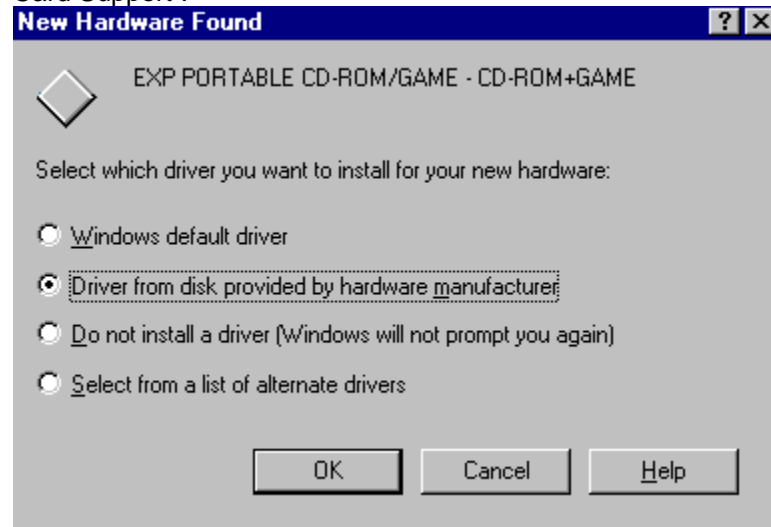 New Hardware Found
EXP PORTABLE CD-ROM/GAME - CD-ROM+GAME
Select which driver you want to install for your new hardware:
Windows default driver
Driver from disk provided by hardware manufacturer
Do not install a driver (Windows will not prompt you again)
Select from a list of alternate drivers
OK Cancel Help